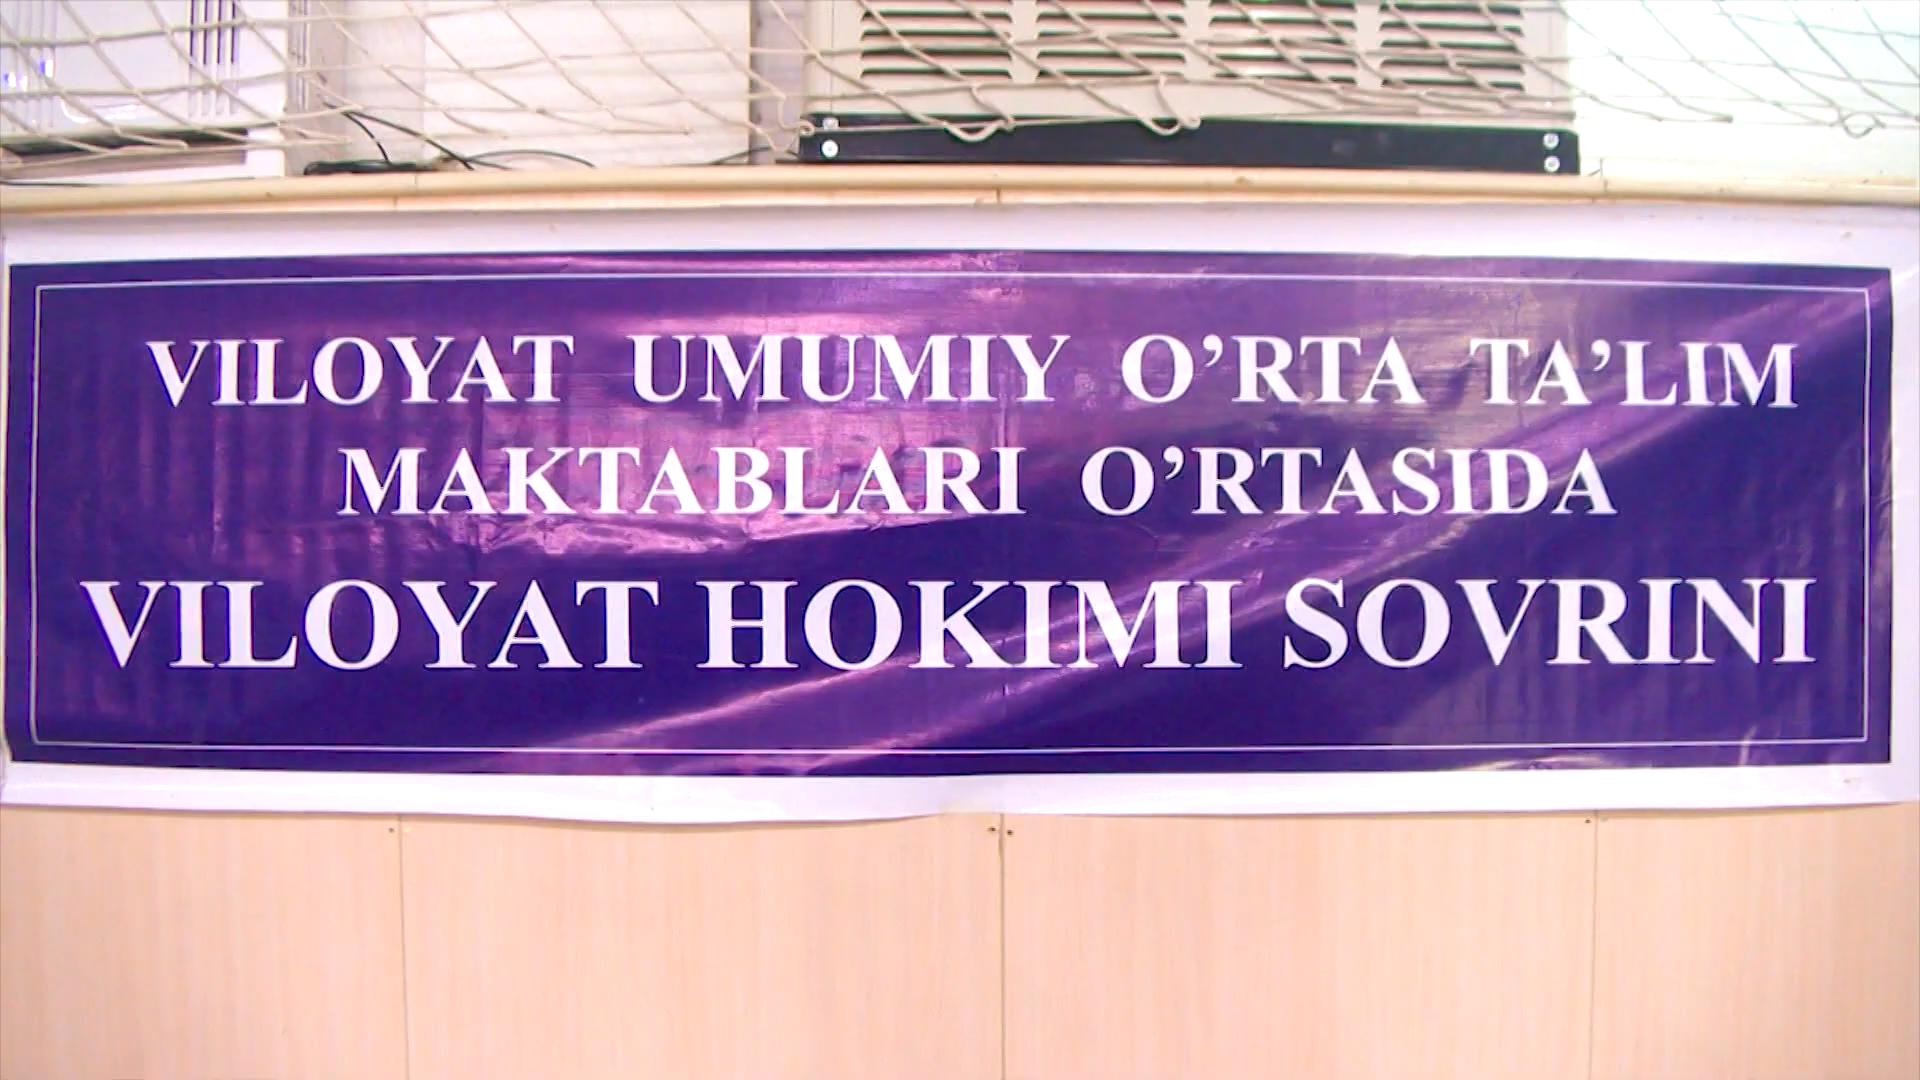 VILOYAT UMUMIY O’RTA TA’LIM
MAKTABLARI O’RTASIDA
VILOYAT HOKIMI SOVRINI